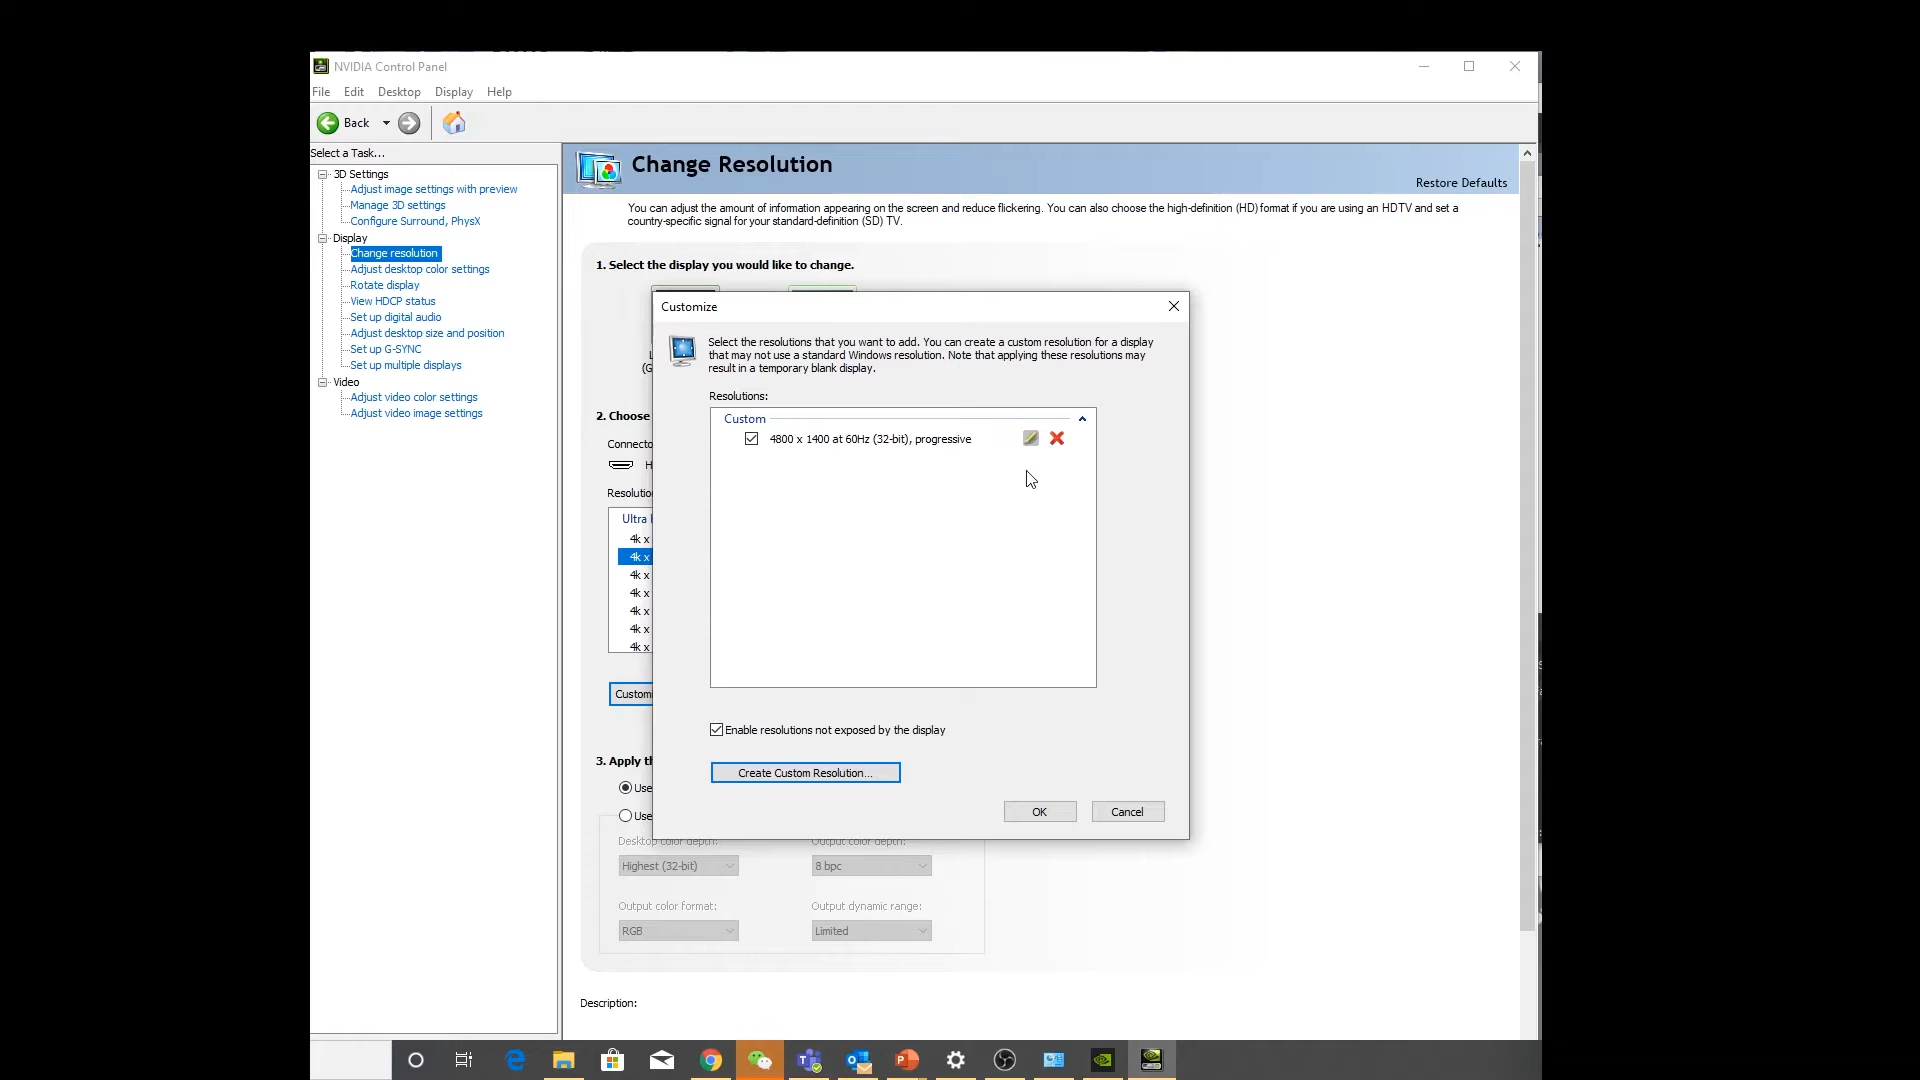 NVIDIA Control Panel
File Edit Desktop Display Help
Back
Select a Task...
3D Settings
Adjust image settings with preview
Manage 3D settings
Configure Surround, PhysX
Display
Change resolution
Adjust desktop color settings
Rotate display
View HDCP status
Set up digital audio
Adjust desktop size and position
Set up G-SYNC
Set up multiple displays
Video
Adjust video color settings
Adjust video image settings
Change Resolution
Restore Defaults
You can adjust the amount of information appearing on the screen and reduce flickering. You can also choose the high-definition (HD) format if you are using an HDTV and set a
country-specific signal for your standard-definition (SD) TV.
1. Select the display you would like to change.
L
(G
2. Choose
Connecto
H
Resolutio
Ultra
4k x
4k x
4k x
4k x
4k x
4k x
4k x
Customi
3. Apply t
Use
Use
Desktop color depth: Output color depth:
Highest (32-bit) 8 bpc
Output color format: Output dynamic range:
RGB Limited
Description:
Customize
Select the resolutions that you want to add. You can create a custom resolution for a display
that may not use a standard Windows resolution. Note that applying these resolutions may
result in a temporary blank display.
Resolutions:
Custom
4800 x 1400 at 60Hz (32-bit), progressive
Enable resolutions not exposed by the display
Create Custom Resolution...
OK Cancel